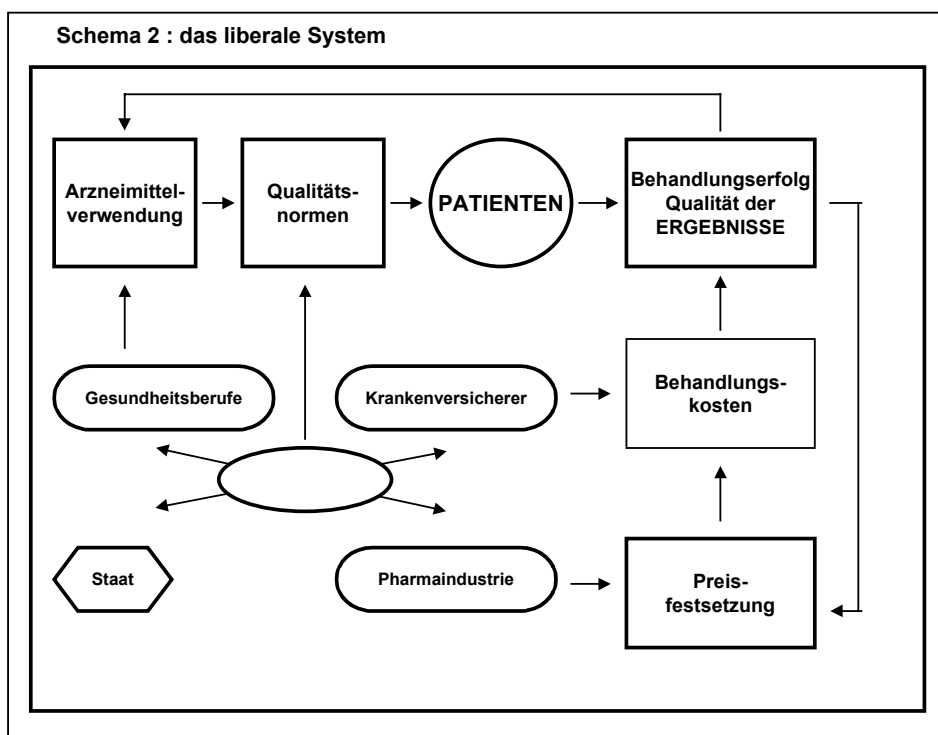 Schema 2 : das liberale System
Arzneimittel-
verwendung
Qualitäts-
normen
PATIENTEN
Behandlungserfolg
Qualität der
ERGEBNISSE
Gesundheitsberufe
Krankenversicherer
Behandlungs-
kosten
Staat
Pharmaindustrie
Preis-
festsetzung